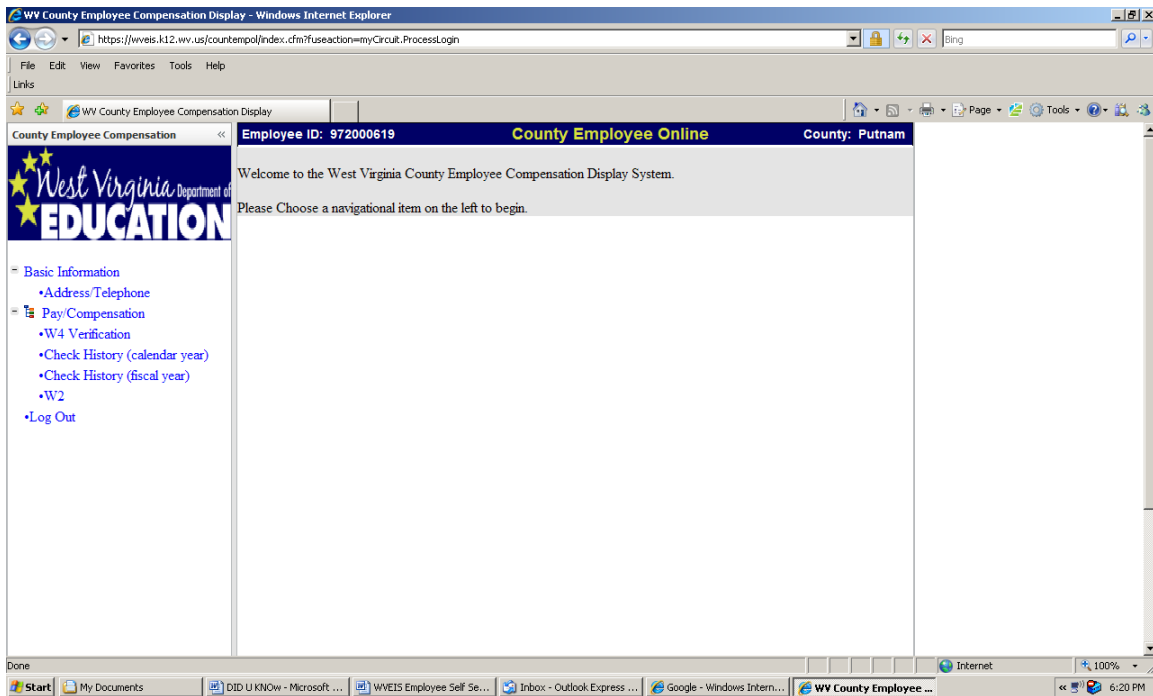 WV County Employee Compensation Display - Windows Internet Explorer
https://wveis.k12.wv.us/countempol/index.cfm?fuseaction=myCircuit.ProcessLogin
Bing
File Edit View Favorites Tools Help
Links
WV County Employee Compensation Display
Page Tools
County Employee Compensation «
Employee ID: 972000619 County Employee Online County: Putnam
West Virginia Department of
EDUCATION
Welcome to the West Virginia County Employee Compensation Display System.
Please Choose a navigational item on the left to begin.
Basic Information
•Address/Telephone
Pay/Compensation
•W4 Verification
•Check History (calendar year)
•Check History (fiscal year)
•W2
•Log Out
Done Internet 100%
Start My Documents DID U KNOw - Microsoft ... WVEIS Employee Self Se... Inbox - Outlook Express ... Google - Windows Intern... WV County Employee ... « 6:20 PM